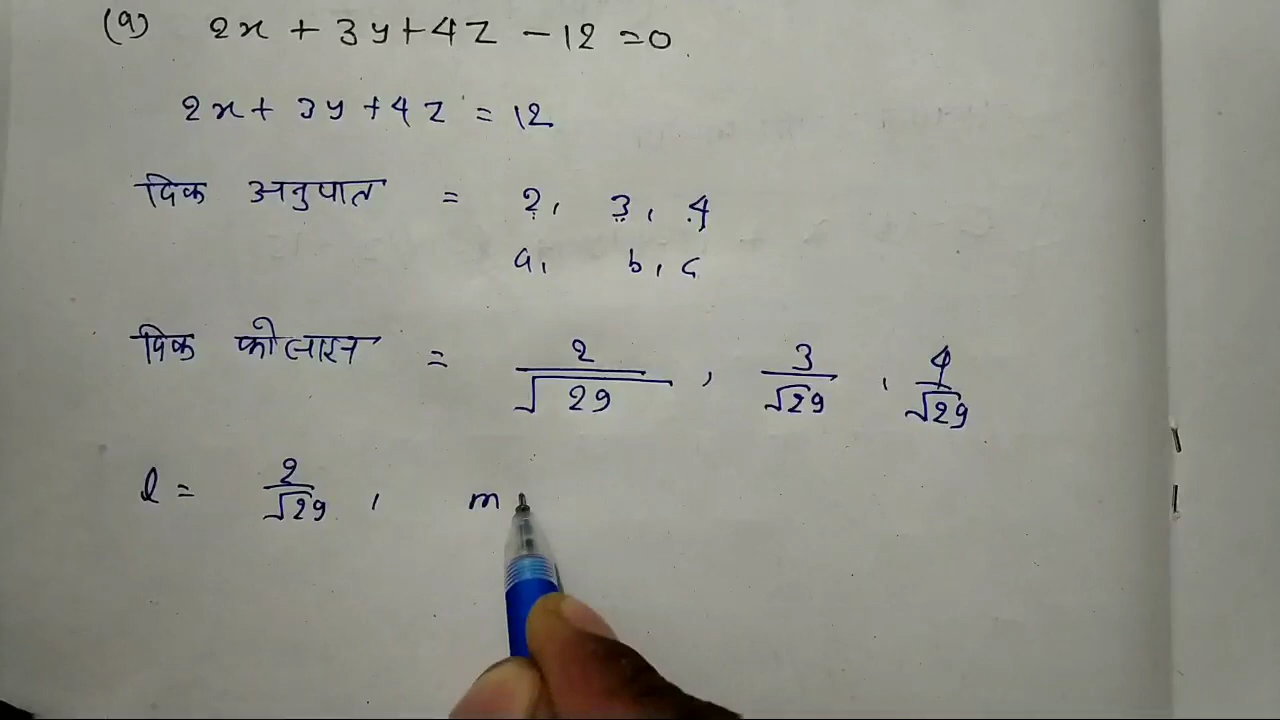 (a) 2x + 3y + 4z - 12 = 0
2x + 3y + 4z = 12
दिक अनुपात = 2, 3, 4
a, b, c
दिक कोसाइन = 2/√29, 3/√29, 4/√29
l = 2/√29, m